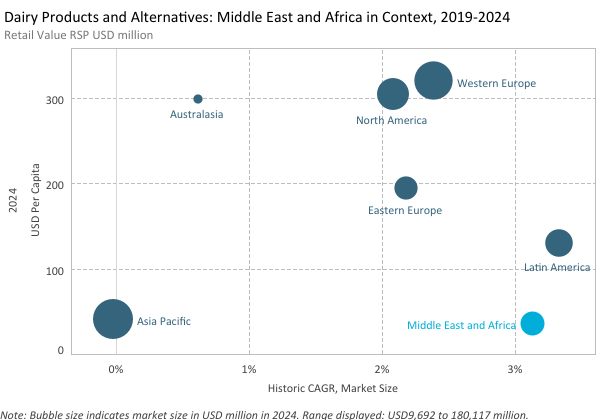 Dairy Products and Alternatives: Middle East and Africa in Context, 2019-2024
Retail Value RSP USD million
300
200
100
0
2024
USD Per Capita
Western Europe
North America
Australasia
Eastern Europe
Latin America
Asia Pacific
Middle East and Africa
0%
1%
2%
3%
Historic CAGR, Market Size
Note: Bubble size indicates market size in USD million in 2024. Range displayed: USD9,692 to 180,117 million.